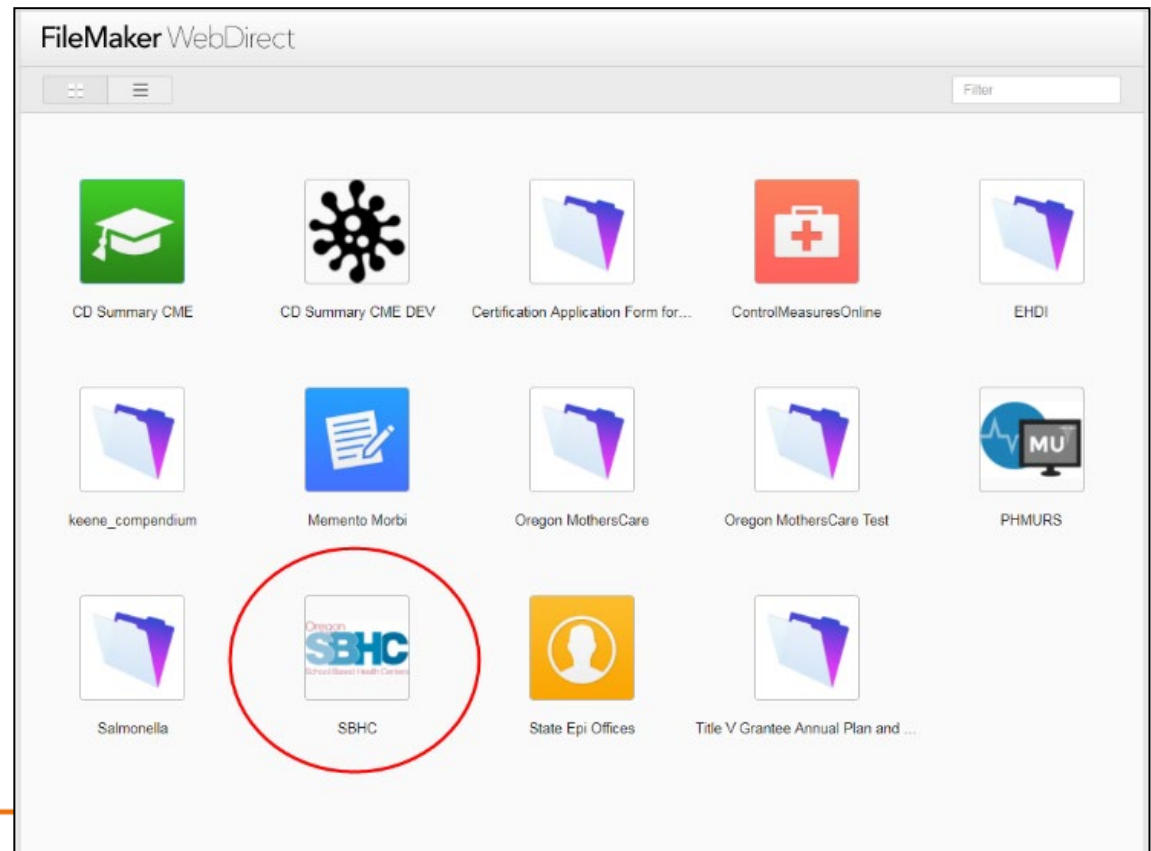 FileMaker WebDirect
Filter
CD Summary CME
CD Summary CME DEV
Certification Application Form for...
ControlMeasuresOnline
EHDI
keene_compendium
Memento Morbi
Oregon MothersCare
Oregon MothersCare Test
MU
PHMURS
Oregon
SBHC
School-Based Health Centers
Salmonella
SBHC
State Epi Offices
Title V Grantee Annual Plan and ...